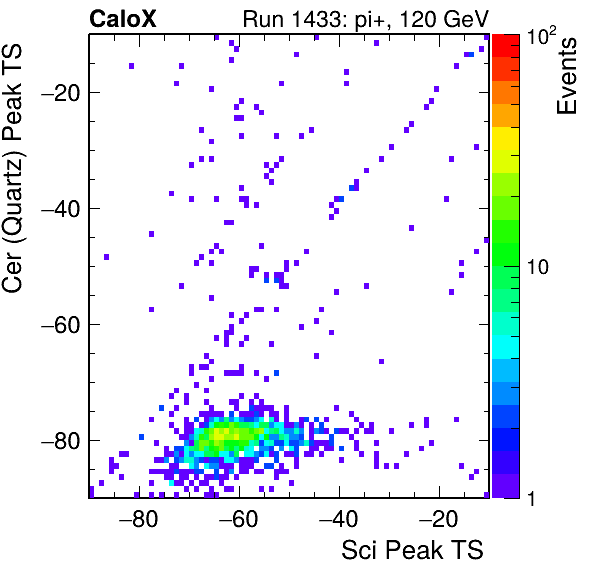 CaloX Run 1433: pi+, 120 GeV
Cer (Quartz) Peak TS
−20
−40
−60
−80
−80 −60 −40 −20
Sci Peak TS
10²
10
1
Events